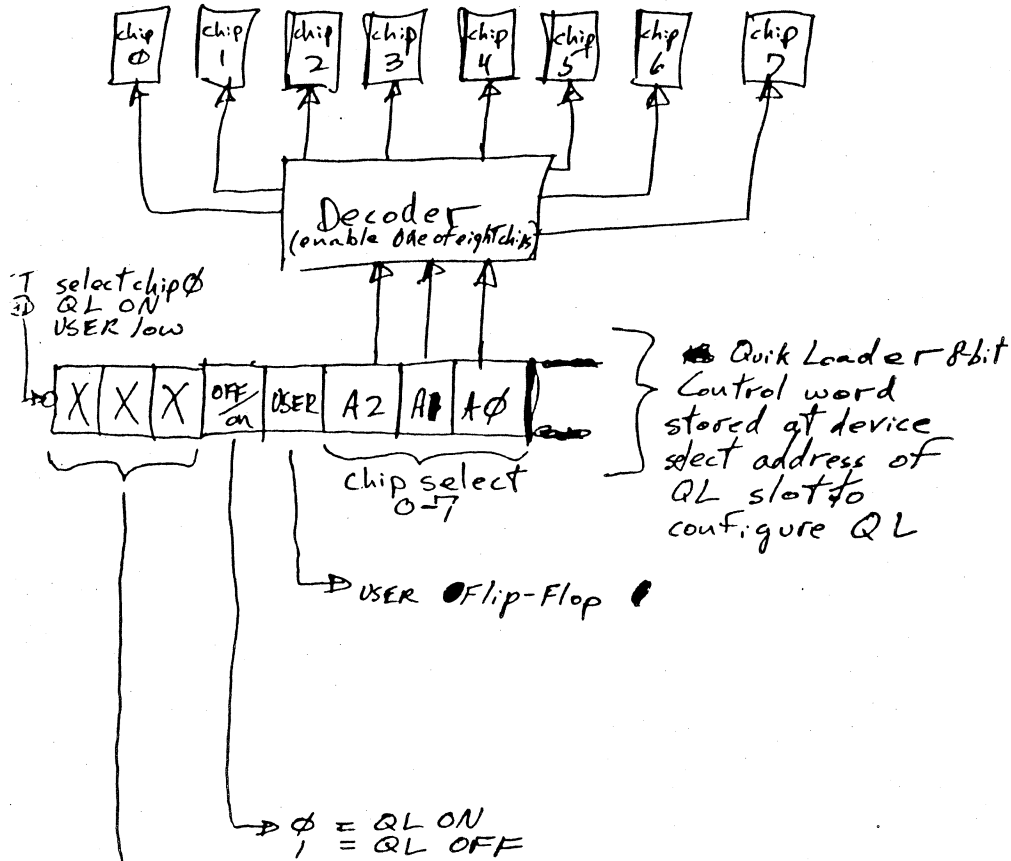 chip 0
chip 1
chip 2
chip 3
chip 4
chip 5
chip 6
chip 7
Decoder
(enable one of eight chips)
select chip Ø
QL ON
USER low
X X X OFF/on USER A2 A1 AØ
chip select
0-7
Quik Loader 8-bit
Control word
stored at device
select address of
QL slot to
configure QL
USER Flip-Flop
Ø = QL ON
1 = QL OFF